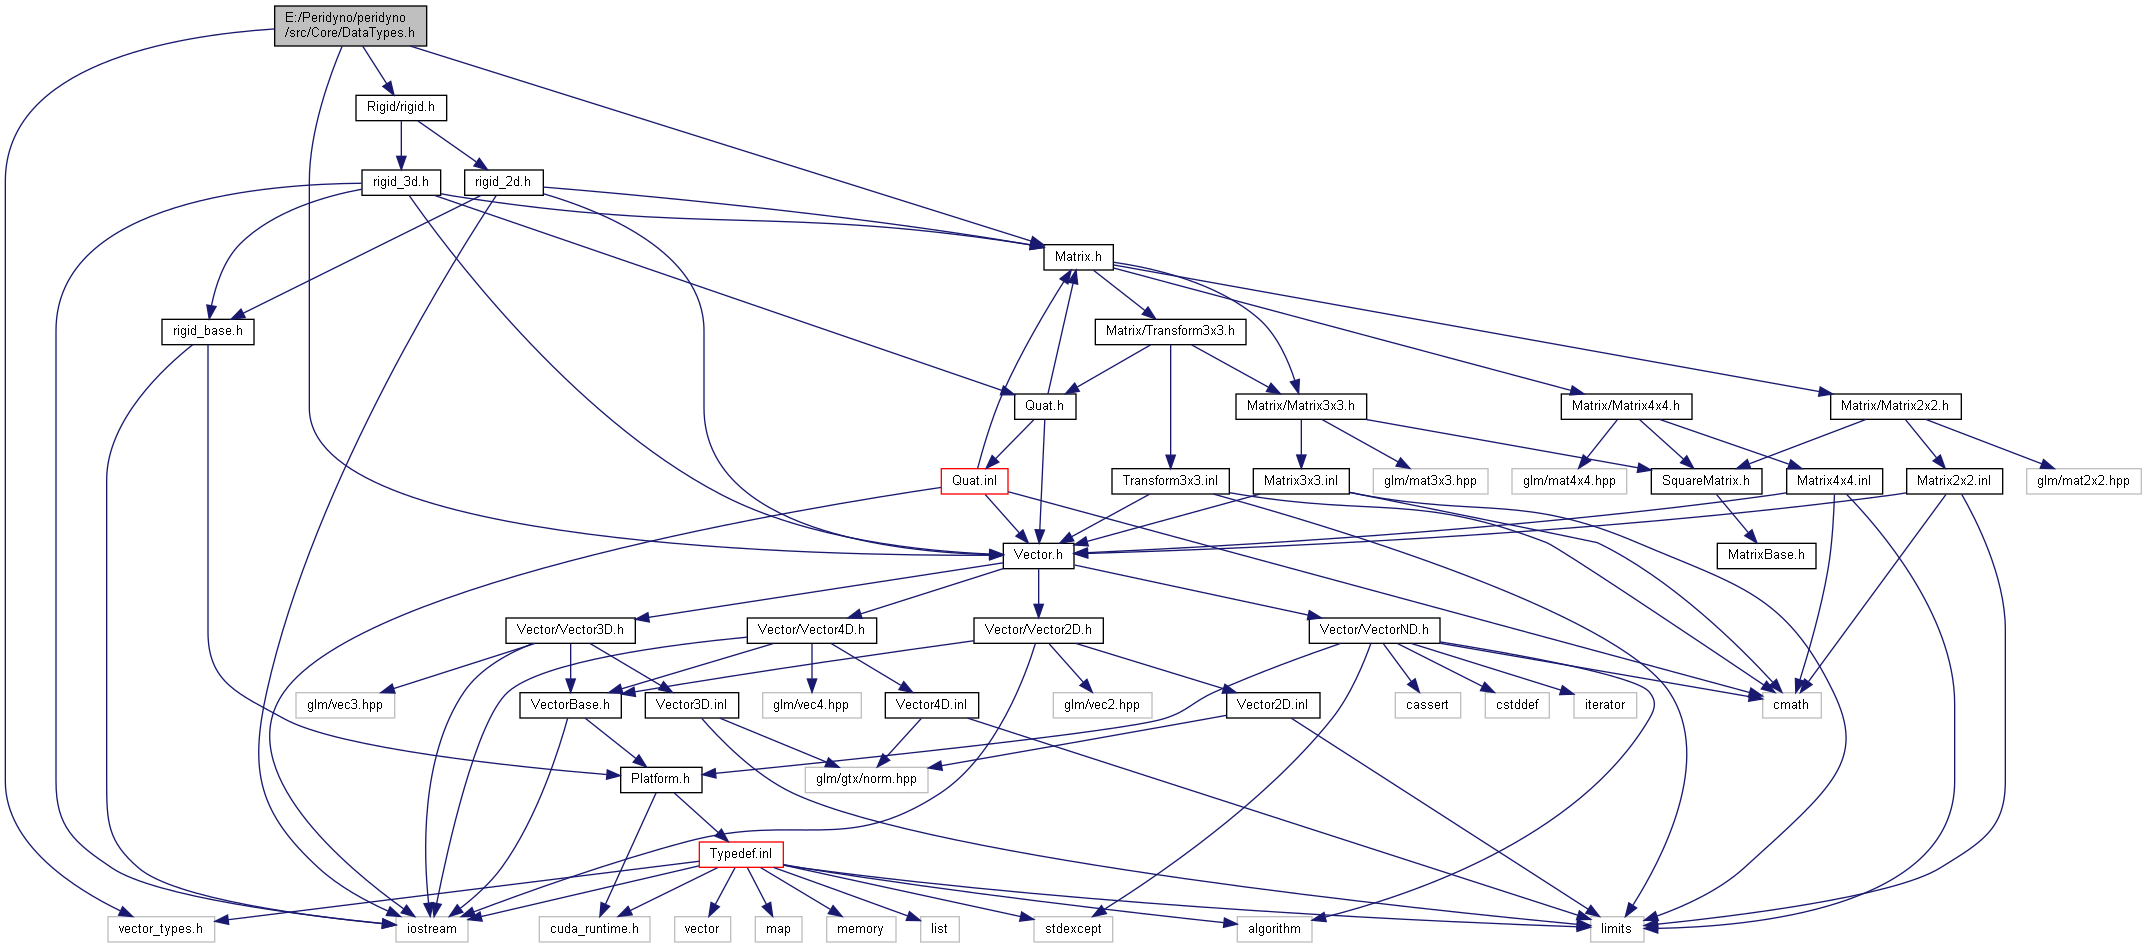 E:/Peridyno/peridyno
/src/Core/DataTypes.h
Rigid/rigid.h
rigid_3d.h
rigid_2d.h
Matrix.h
rigid_base.h
Matrix/Transform3x3.h
Quat.h
Matrix/Matrix3x3.h
Matrix/Matrix4x4.h
Matrix/Matrix2x2.h
Quat.inl
Transform3x3.inl
Matrix3x3.inl
glm/mat3x3.hpp
glm/mat4x4.hpp
SquareMatrix.h
Matrix4x4.inl
Matrix2x2.inl
glm/mat2x2.hpp
Vector.h
MatrixBase.h
Vector/Vector3D.h
Vector/Vector4D.h
Vector/Vector2D.h
Vector/VectorND.h
glm/vec3.hpp
VectorBase.h
Vector3D.inl
glm/vec4.hpp
Vector4D.inl
glm/vec2.hpp
Vector2D.inl
cassert
cstddef
iterator
cmath
Platform.h
glm/gtx/norm.hpp
Typedef.inl
vector_types.h
iostream
cuda_runtime.h
vector
map
memory
list
stdexcept
algorithm
limits